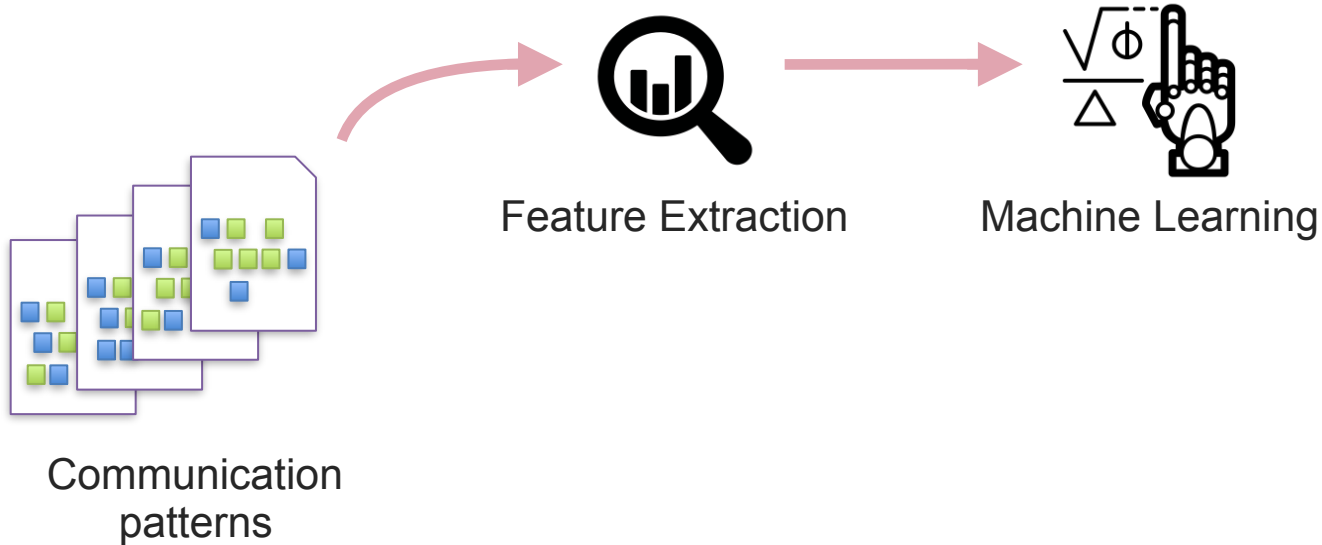 Feature Extraction
Machine Learning
Communication
patterns